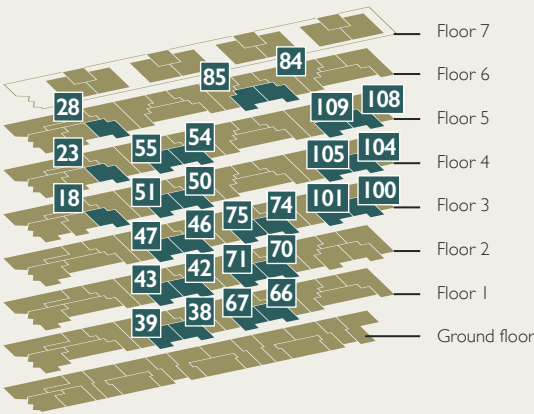 Floor 7
84
85
Floor 6
28
109 108
Floor 5
55 54
23
105 104
Floor 4
51 50
18
101 100
Floor 3
75 74
47 46
Floor 2
71 70
43 42
Floor 1
67 66
39 38
Ground floor